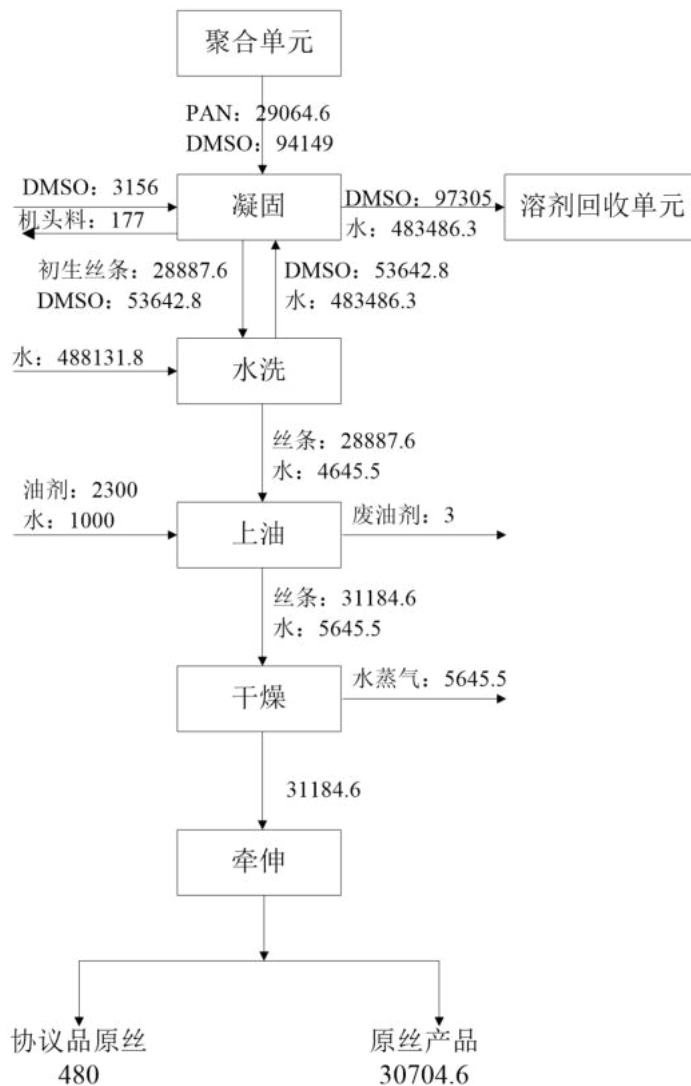 聚合单元
PAN：29064.6
DMSO：94149
DMSO：3156
机头料：177
凝固
DMSO：97305
水：483486.3
溶剂回收单元
初生丝条：28887.6
DMSO：53642.8
DMSO：53642.8
水：483486.3
水：488131.8
水洗
丝条：28887.6
水：4645.5
油剂：2300
水：1000
上油
废油剂：3
丝条：31184.6
水：5645.5
干燥
水蒸气：5645.5
31184.6
牵伸
协议品原丝
480
原丝产品
30704.6